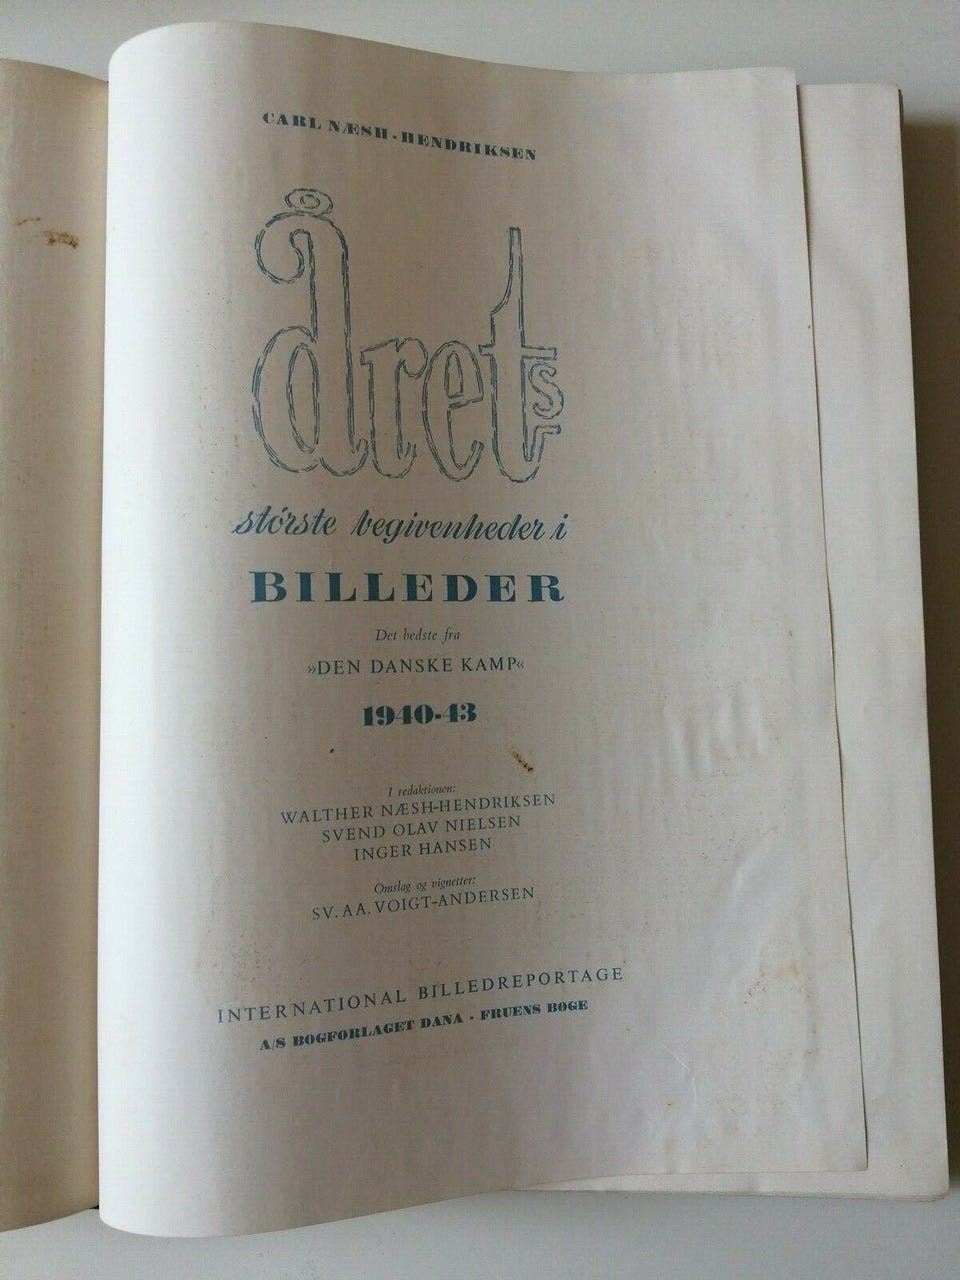 CARL NÆSH-HENDRIKSEN
årets
største begivenheder i
BILLEDER
Det bedste fra
»DEN DANSKE KAMP«
1940-43
I redaktionen:
WALTHER NÆSH-HENDRIKSEN
SVEND OLAV NIELSEN
INGER HANSEN
Omslag og vignetter:
SV. AA. VOIGT-ANDERSEN
INTERNATIONAL BILLEDREPORTAGE
A/S BOGFORLAGET DANA - FRUENS BØGE